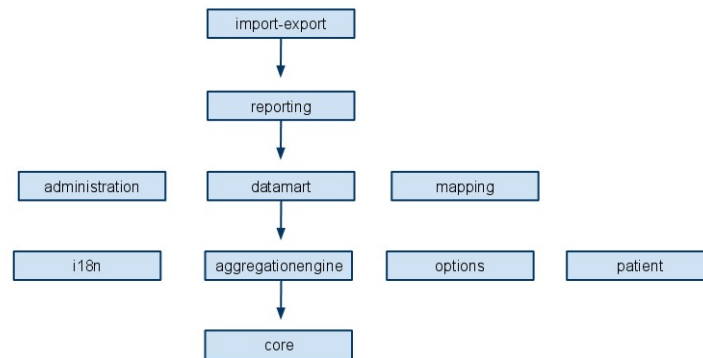 import-export
reporting
administration
datamart
mapping
i18n
aggregationengine
options
patient
core